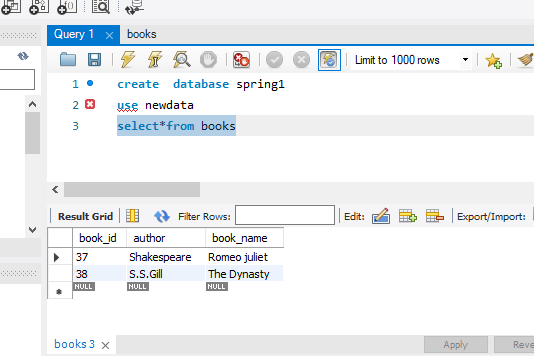 Query 1 books
Limit to 1000 rows
1 create database spring1
2 use newdata
3 select*from books
Result Grid Filter Rows: Edit: Export/Import:
book_id author book_name
37 Shakespeare Romeo juliet
38 S.S.Gill The Dynasty
NULL NULL NULL
books 3 Apply Reve